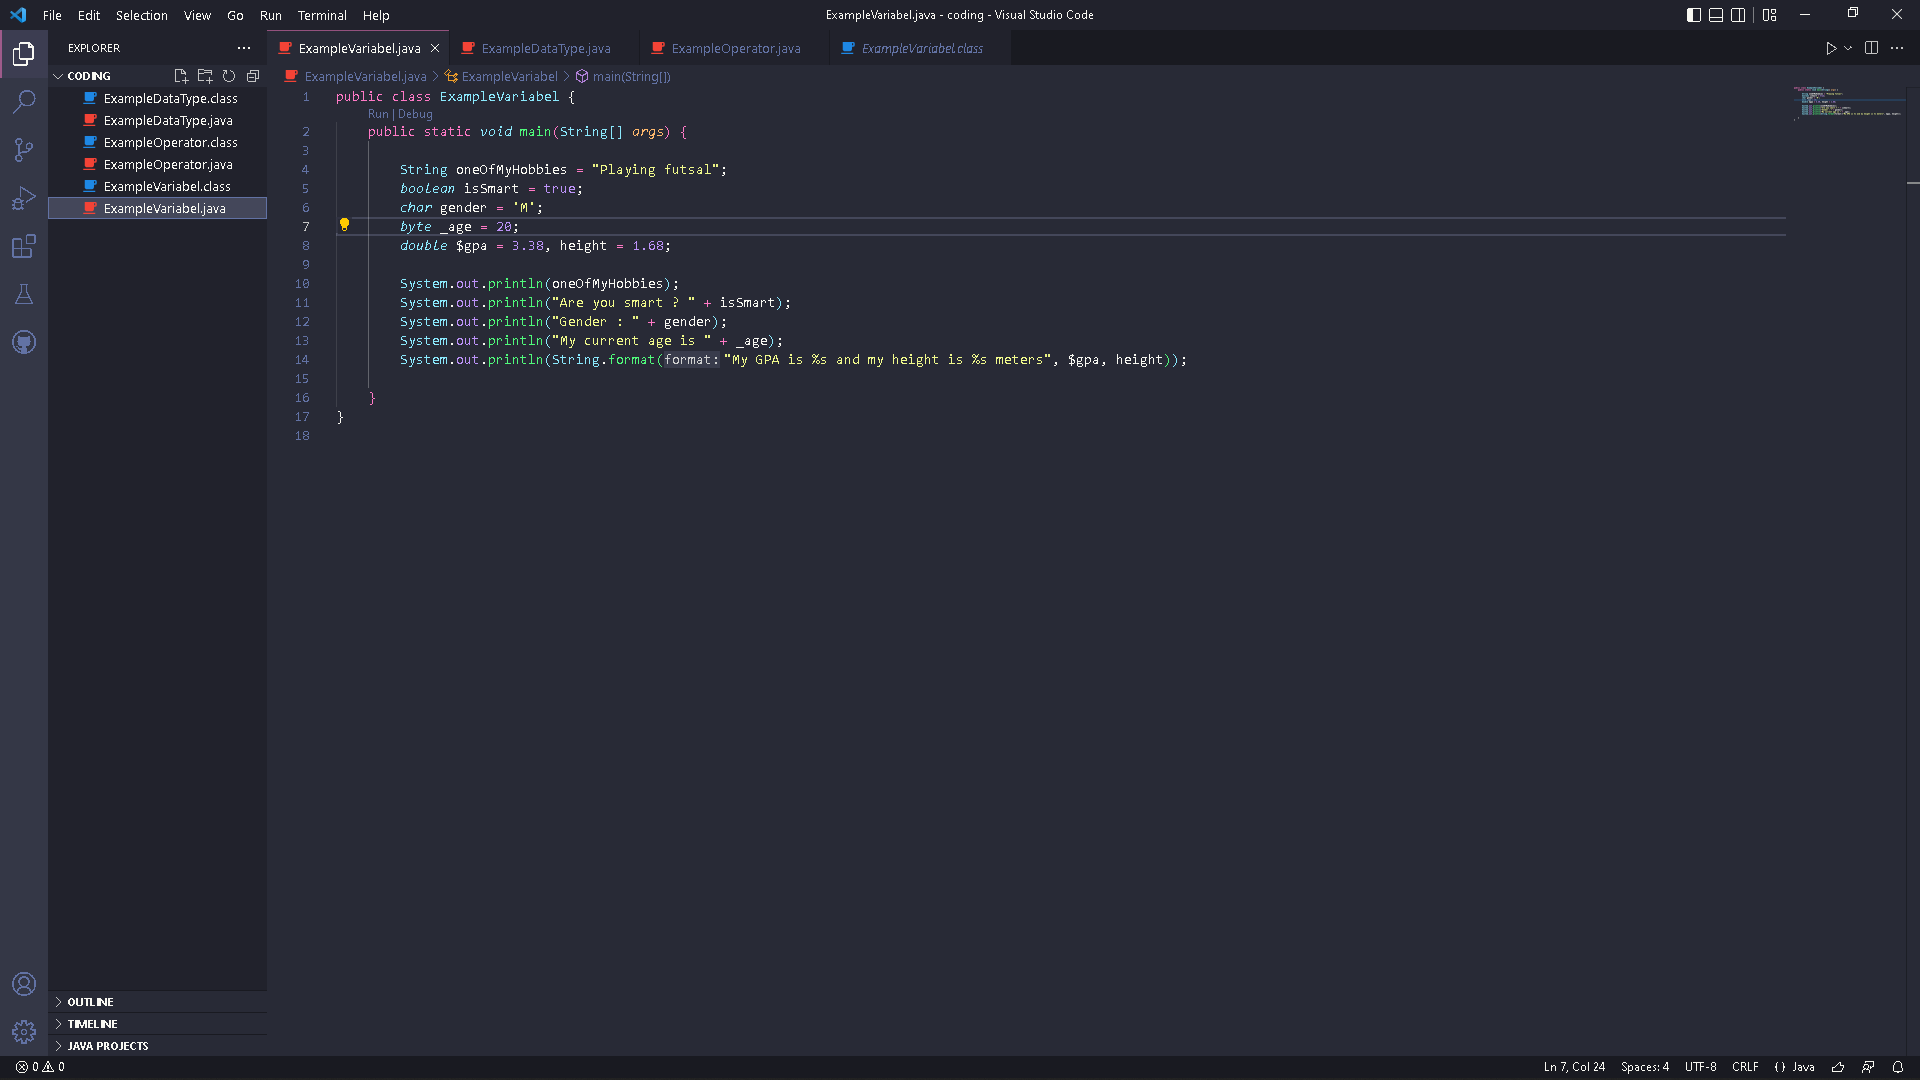 File Edit Selection View Go Run Terminal Help
ExampleVariabel.java - coding - Visual Studio Code
EXPLORER
CODING
ExampleDataType.class
ExampleDataType.java
ExampleOperator.class
ExampleOperator.java
ExampleVariabel.class
ExampleVariabel.java
OUTLINE
TIMELINE
JAVA PROJECTS
ExampleVariabel.java ExampleDataType.java ExampleOperator.java ExampleVariabel.class
ExampleVariabel.java > ExampleVariabel > main(String[])
1 public class ExampleVariabel {
Run | Debug
2 public static void main(String[] args) {
3
4 String oneOfMyHobbies = "Playing futsal";
5 boolean isSmart = true;
6 char gender = 'M';
7 byte _age = 20;
8 double $gpa = 3.38, height = 1.68;
9
10 System.out.println(oneOfMyHobbies);
11 System.out.println("Are you smart ? " + isSmart);
12 System.out.println("Gender : " + gender);
13 System.out.println("My current age is " + _age);
14 System.out.println(String.format(format:"My GPA is %s and my height is %s meters", $gpa, height));
15
16 }
17 }
18
0 0
Ln 7, Col 24 Spaces: 4 UTF-8 CRLF {} Java